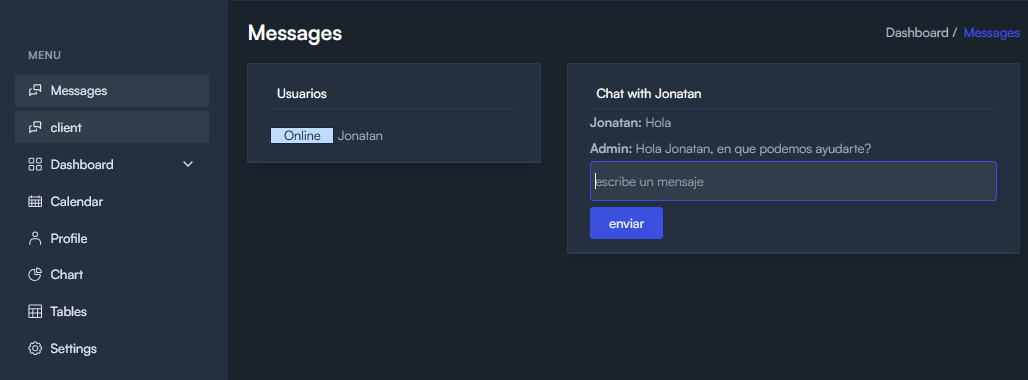 MENU
Messages
client
Dashboard
Calendar
Profile
Chart
Tables
Settings
Messages
Dashboard / Messages
Usuarios
Online Jonatan
Chat with Jonatan
Jonatan: Hola
Admin: Hola Jonatan, en que podemos ayudarte?
escribe un mensaje
enviar